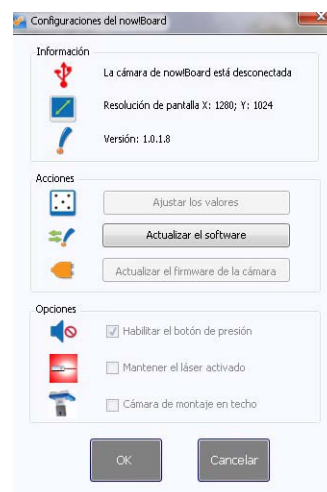 Configuraciones del now!Board
Información
La cámara de now!Board está desconectada
Resolución de pantalla X: 1280; Y: 1024
Versión: 1.0.1.8
Acciones
Ajustar los valores
Actualizar el software
Actualizar el firmware de la cámara
Opciones
Habilitar el botón de presión
Mantener el láser activado
Cámara de montaje en techo
OK
Cancelar